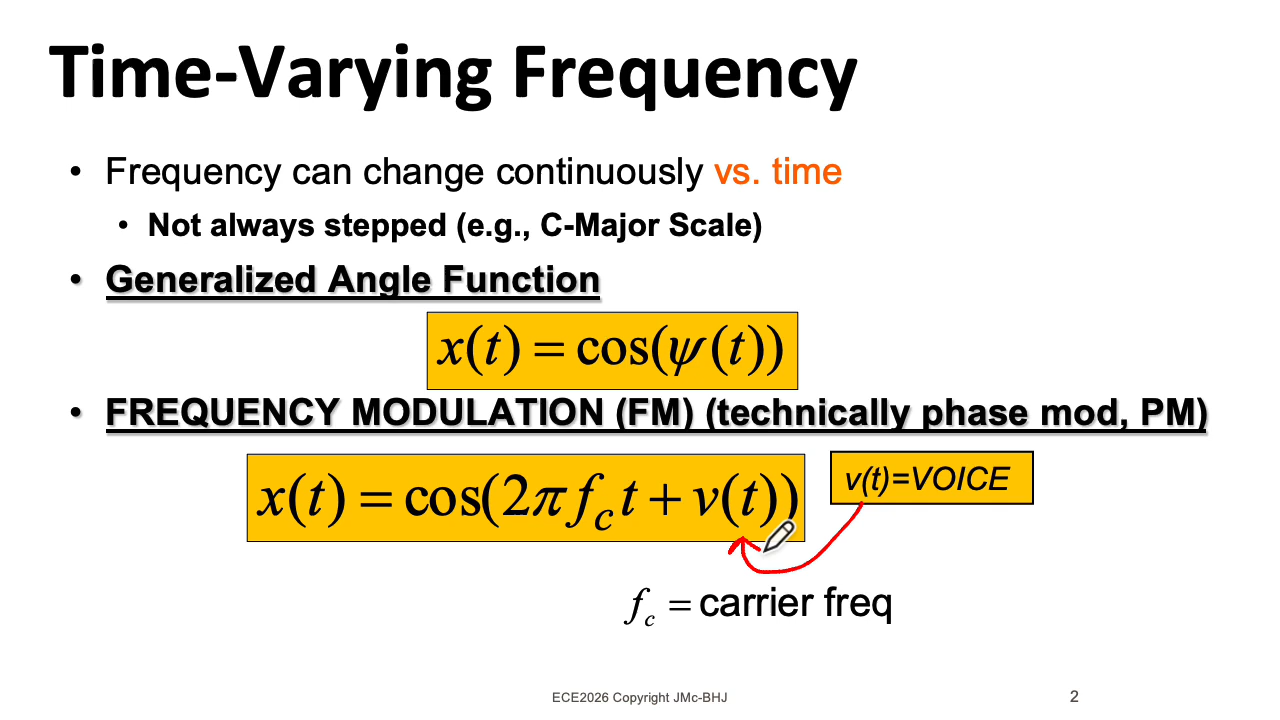 Time-Varying Frequency
• Frequency can change continuously vs. time
• Not always stepped (e.g., C-Major Scale)
• Generalized Angle Function
x(t) = cos(ψ(t))
• FREQUENCY MODULATION (FM) (technically phase mod, PM)
x(t) = cos(2πf_c t + v(t))
v(t)=VOICE
f_c = carrier freq
ECE2026 Copyright JMc-BHJ
2